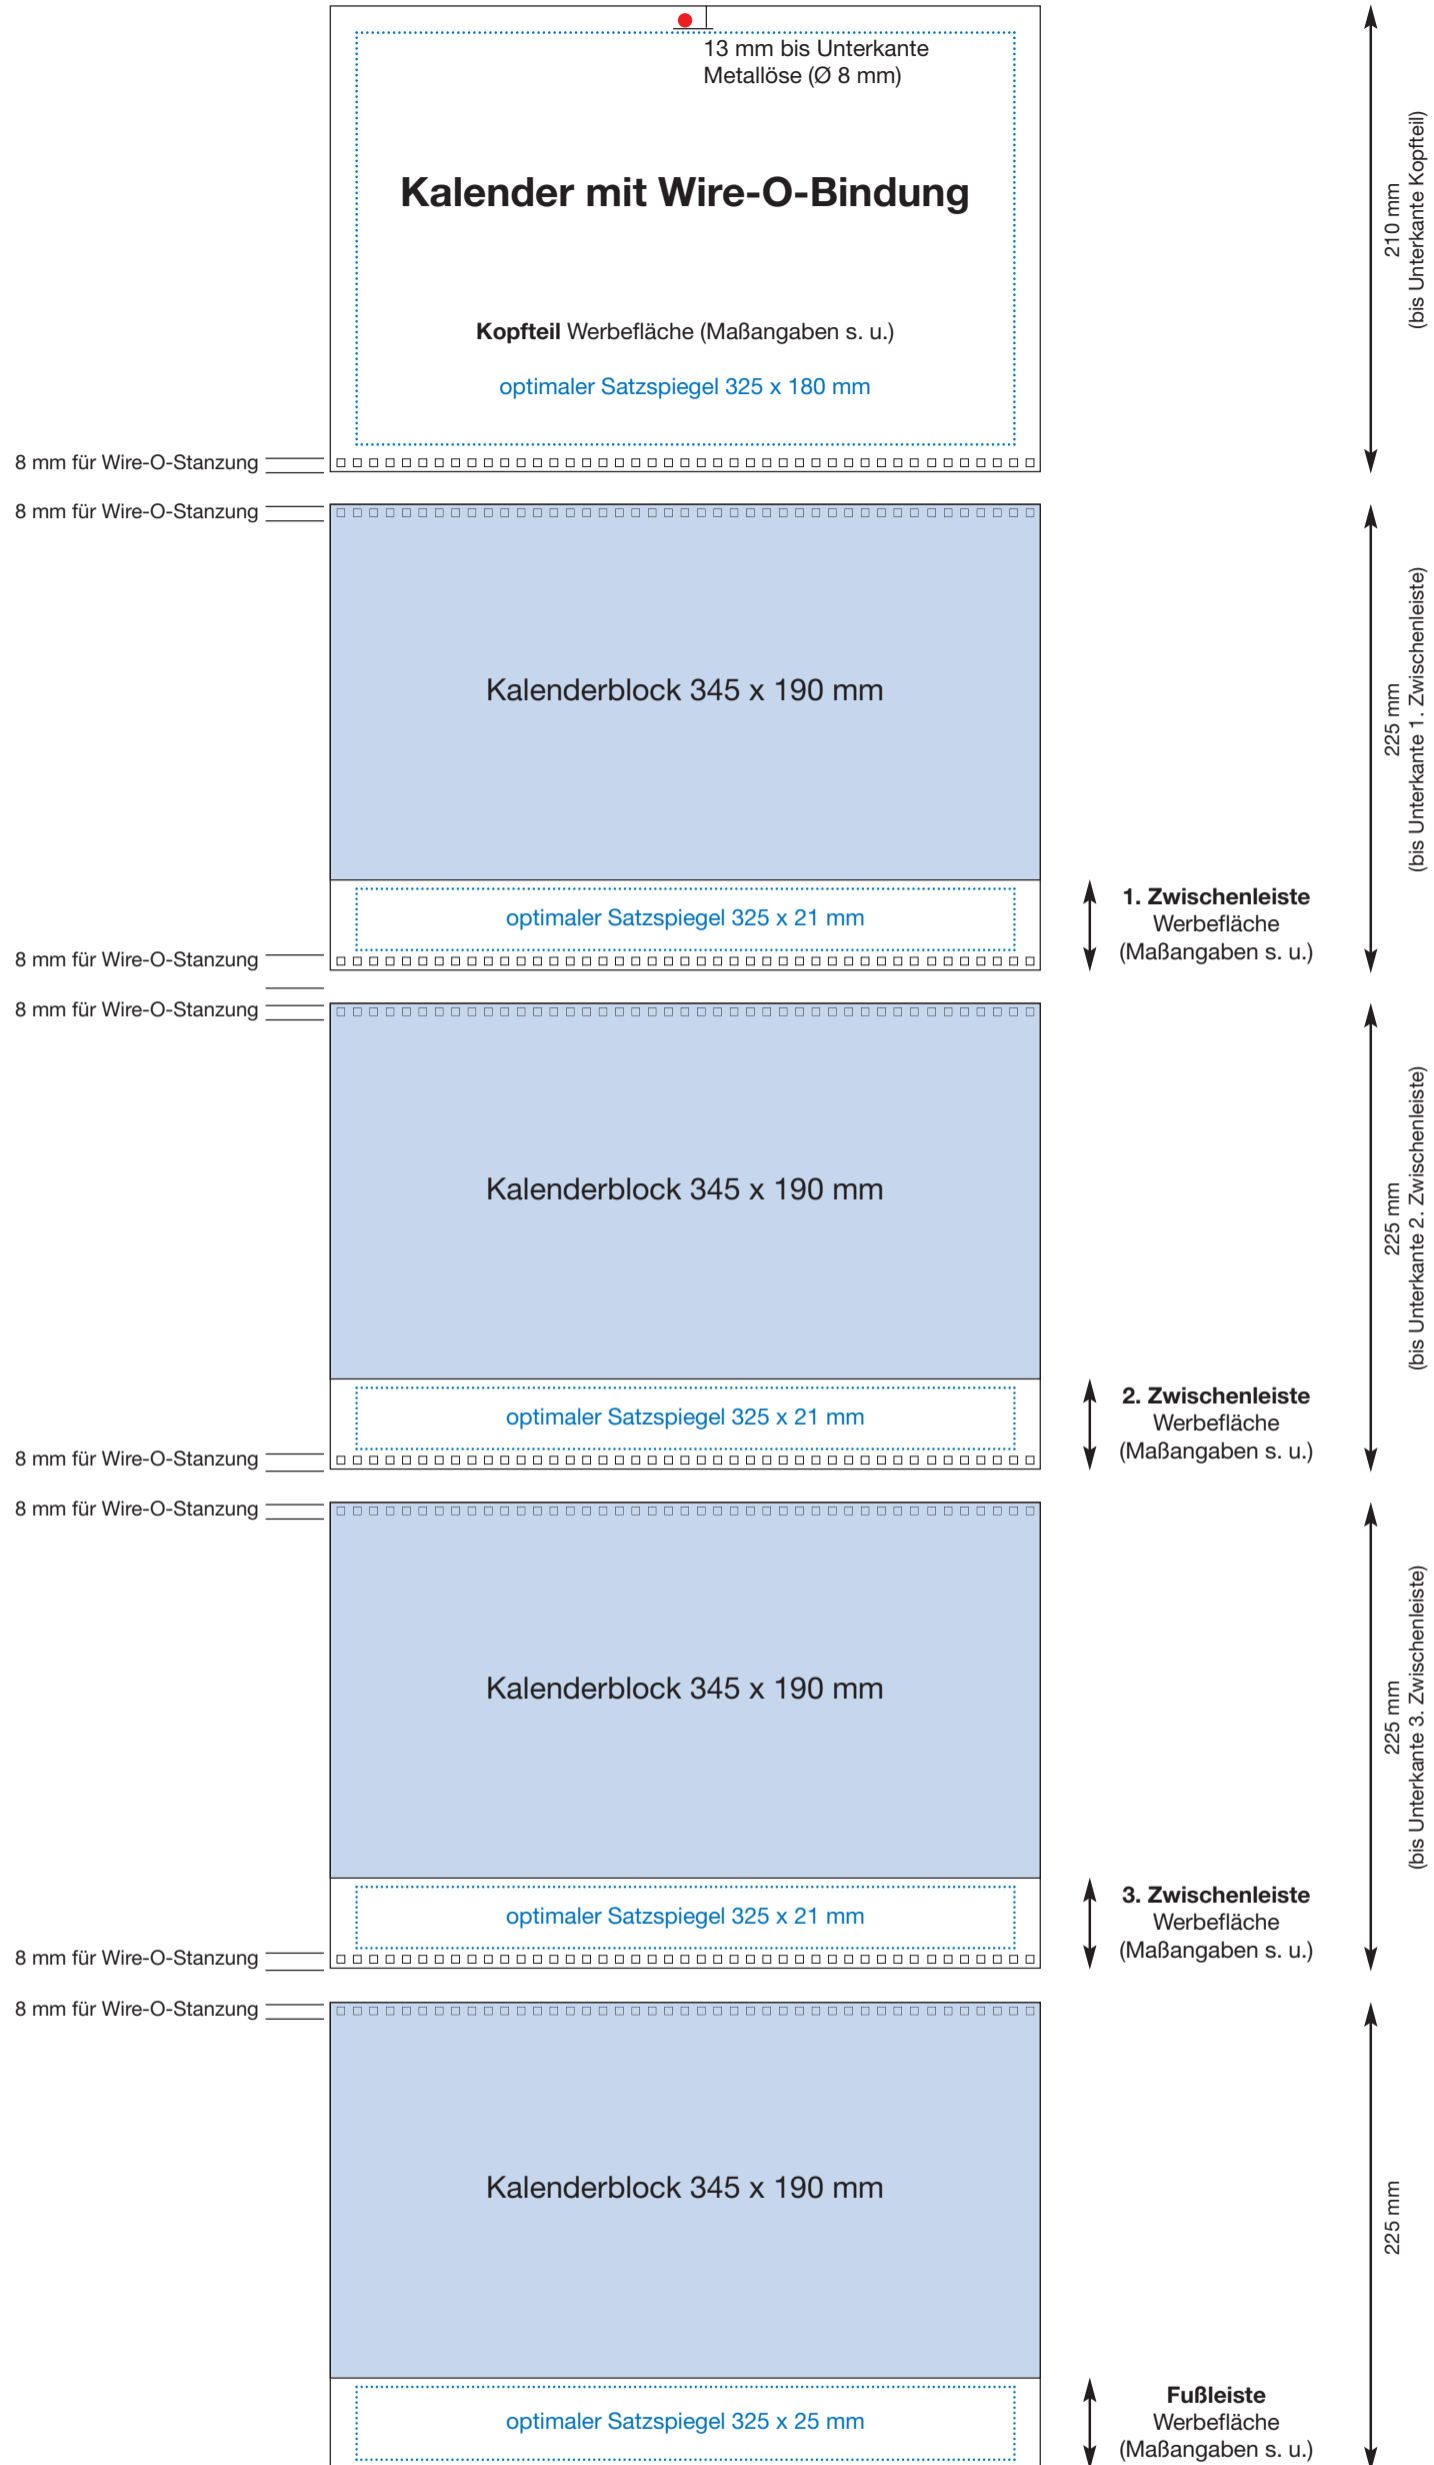 13 mm bis Unterkante
Metallöse (Ø 8 mm)
Kalender mit Wire-O-Bindung
Kopfteil Werbefläche (Maßangaben s. u.)
optimaler Satzspiegel 325 x 180 mm
210 mm
(bis Unterkante Kopfteil)
8 mm für Wire-O-Stanzung
8 mm für Wire-O-Stanzung
Kalenderblock 345 x 190 mm
225 mm
(bis Unterkante 1. Zwischenleiste)
optimaler Satzspiegel 325 x 21 mm
1. Zwischenleiste
Werbefläche
(Maßangaben s. u.)
8 mm für Wire-O-Stanzung
8 mm für Wire-O-Stanzung
Kalenderblock 345 x 190 mm
225 mm
(bis Unterkante 2. Zwischenleiste)
optimaler Satzspiegel 325 x 21 mm
2. Zwischenleiste
Werbefläche
(Maßangaben s. u.)
8 mm für Wire-O-Stanzung
8 mm für Wire-O-Stanzung
Kalenderblock 345 x 190 mm
225 mm
(bis Unterkante 3. Zwischenleiste)
optimaler Satzspiegel 325 x 21 mm
3. Zwischenleiste
Werbefläche
(Maßangaben s. u.)
8 mm für Wire-O-Stanzung
8 mm für Wire-O-Stanzung
Kalenderblock 345 x 190 mm
225 mm
optimaler Satzspiegel 325 x 25 mm
Fußleiste
Werbefläche
(Maßangaben s. u.)